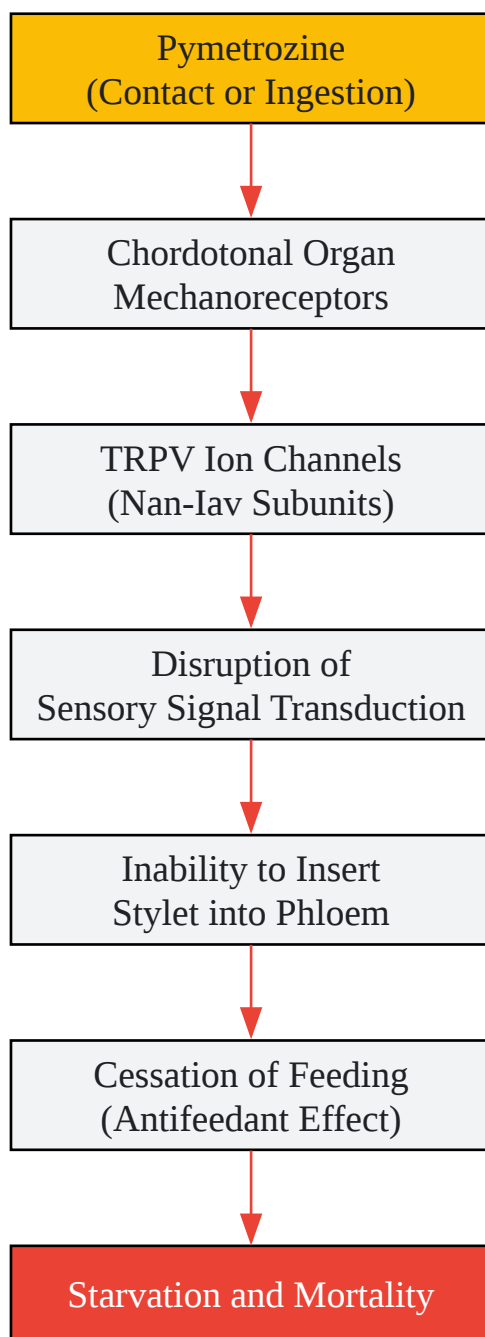 Pymetrozine
(Contact or Ingestion)
Chordotonal Organ
Mechanoreceptors
TRPV Ion Channels
(Nan-Iav Subunits)
Disruption of
Sensory Signal Transduction
Inability to Insert
Stylet into Phloem
Cessation of Feeding
(Antifeedant Effect)
Starvation and Mortality